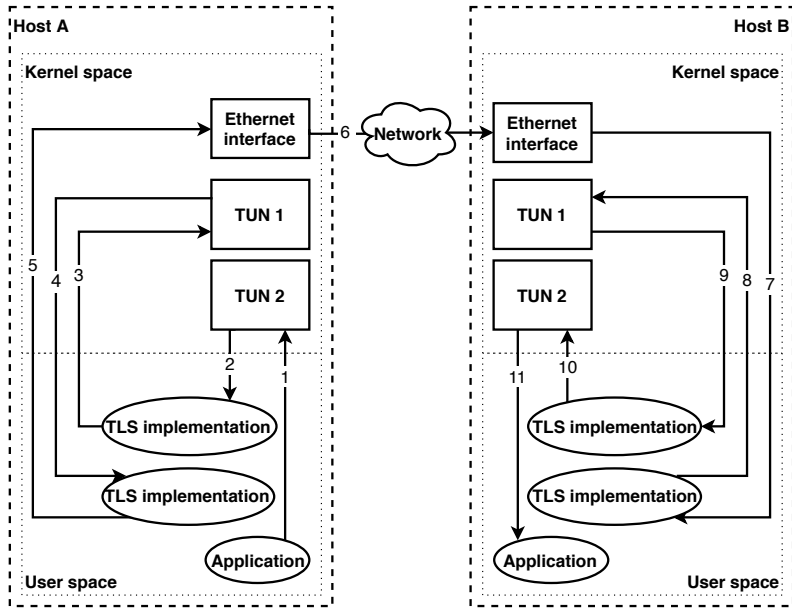 Host A
Kernel space
Ethernet
interface
6
TUN 1
TUN 2
5
4
3
2
1
TLS implementation
TLS implementation
Application
User space
Network
Host B
Kernel space
Ethernet
interface
TUN 1
TUN 2
9
8
7
11
10
TLS implementation
TLS implementation
Application
User space